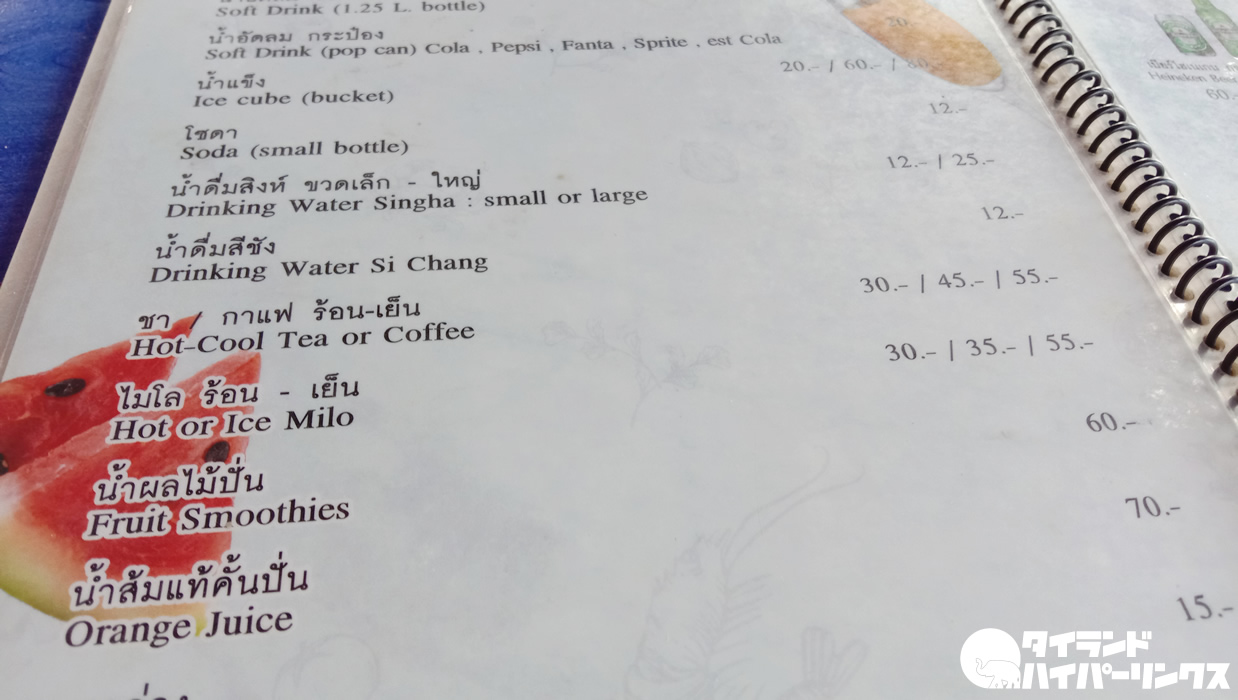 Soft Drink (1.25 L. bottle)
น้ำอัดลม กระป๋อง
Soft Drink (pop can) Cola , Pepsi , Fanta , Sprite , est Cola
20.-
น้ำแข็ง
Ice cube (bucket)
20.- / 60.- / 80.-
โซดา
Soda (small bottle)
12.-
น้ำดื่มสิงห์ ขวดเล็ก - ใหญ่
Drinking Water Singha : small or large
12.- / 25.-
น้ำดื่มสีชัง
Drinking Water Si Chang
12.-
ชา / กาแฟ ร้อน-เย็น
Hot-Cool Tea or Coffee
30.- / 45.- / 55.-
ไมโล ร้อน - เย็น
Hot or Ice Milo
30.- / 35.- / 55.-
น้ำผลไม้ปั่น
Fruit Smoothies
60.-
น้ำส้มแท้คั้นปั่น
Orange Juice
70.-
15.-
Heineken
60.-
タイランド
ハイパーリンクス